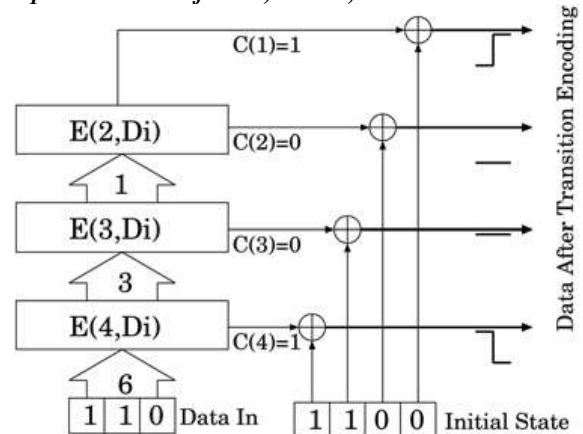 C(1)=1
E(2,Di)
C(2)=0
1
E(3,Di)
C(3)=0
3
E(4,Di)
C(4)=1
6
1 1 0 Data In
1 1 0 0 Initial State
Data After Transition Encoding